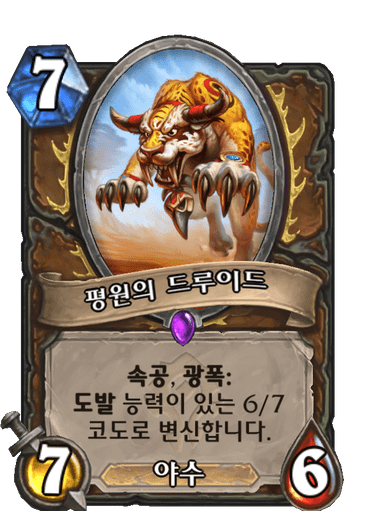 7
평원의 드루이드
속공, 광폭:
도발 능력이 있는 6/7
코도로 변신합니다.
7 야수 6